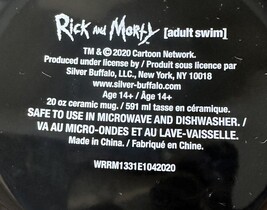 Rick and Morty [adult swim]
TM & © 2020 Cartoon Network.
Produced under license by / Produit sous licence par
Silver Buffalo, LLC., New York, NY 10018
www.silver-buffalo.com
Age 14+ / Âge 14+
20 oz ceramic mug. / 591 ml tasse en céramique.
SAFE TO USE IN MICROWAVE AND DISHWASHER. /
VA AU MICRO-ONDES ET AU LAVE-VAISSELLE.
Made in China. / Fabriqué en Chine.
WRRM1331E1042020